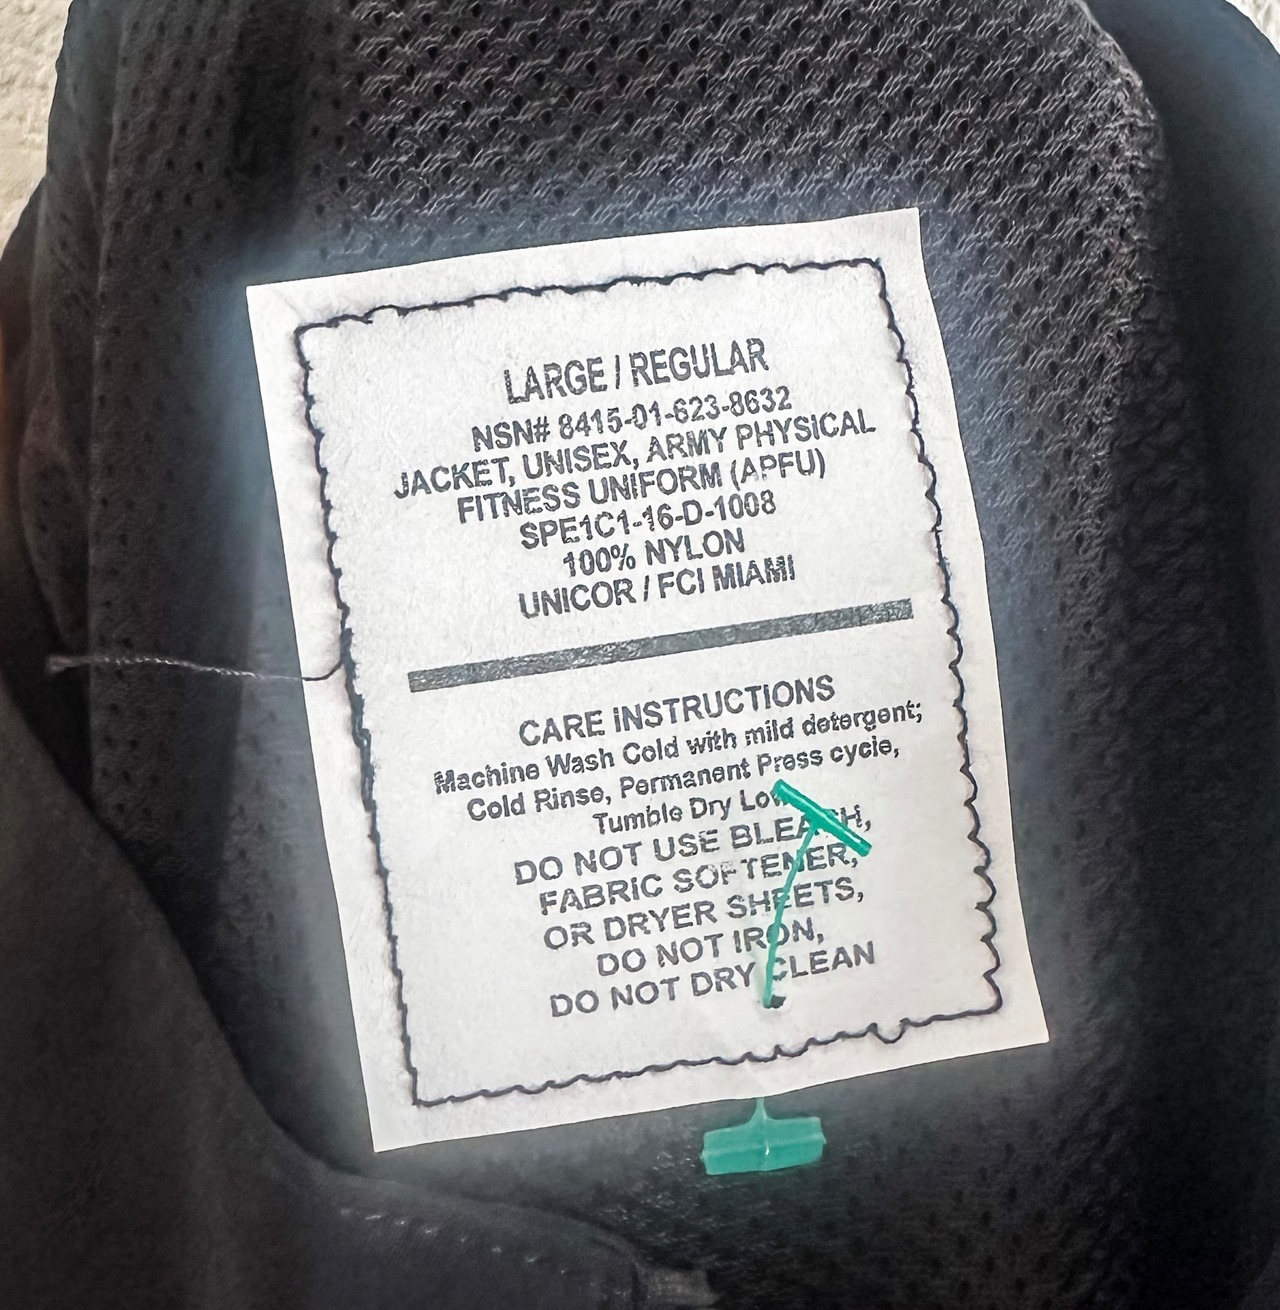 LARGE / REGULAR
NSN# 8415-01-623-8632
JACKET, UNISEX, ARMY PHYSICAL
FITNESS UNIFORM (APFU)
SPE1C1-16-D-1008
100% NYLON
UNICOR / FCI MIAMI
CARE INSTRUCTIONS
Machine Wash Cold with mild detergent;
Cold Rinse, Permanent Press cycle,
Tumble Dry Low
DO NOT USE BLEACH,
FABRIC SOFTENER,
OR DRYER SHEETS,
DO NOT IRON,
DO NOT DRY CLEAN